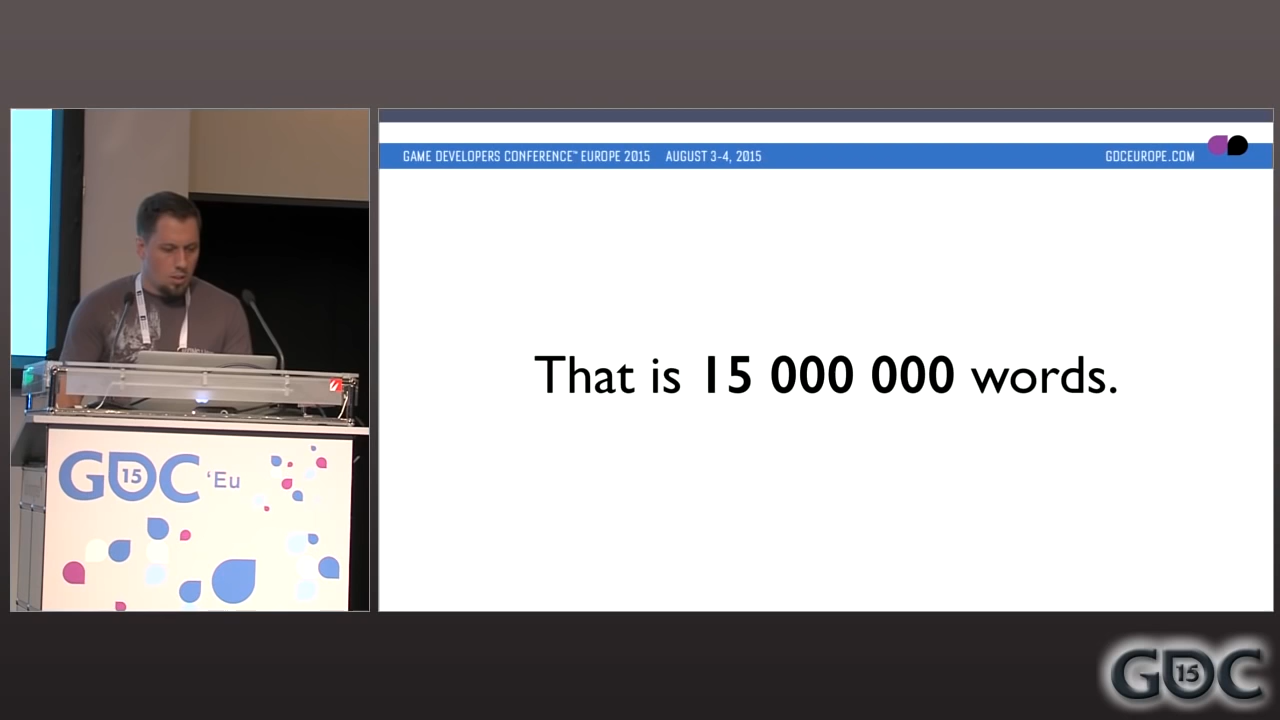 GAME DEVELOPERS CONFERENCE™ EUROPE 2015 AUGUST 3-4, 2015 GDCEUROPE.COM
That is 15 000 000 words.
GDC 15 'Eu
GDC 15